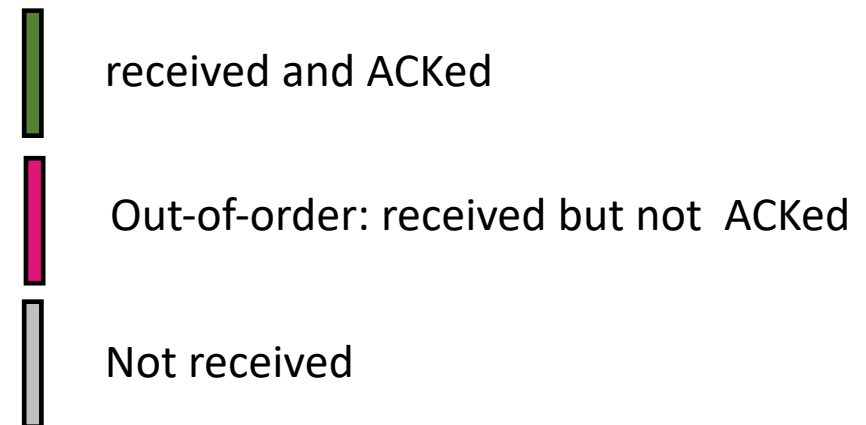 received and ACKed
Out-of-order: received but not ACKed
Not received